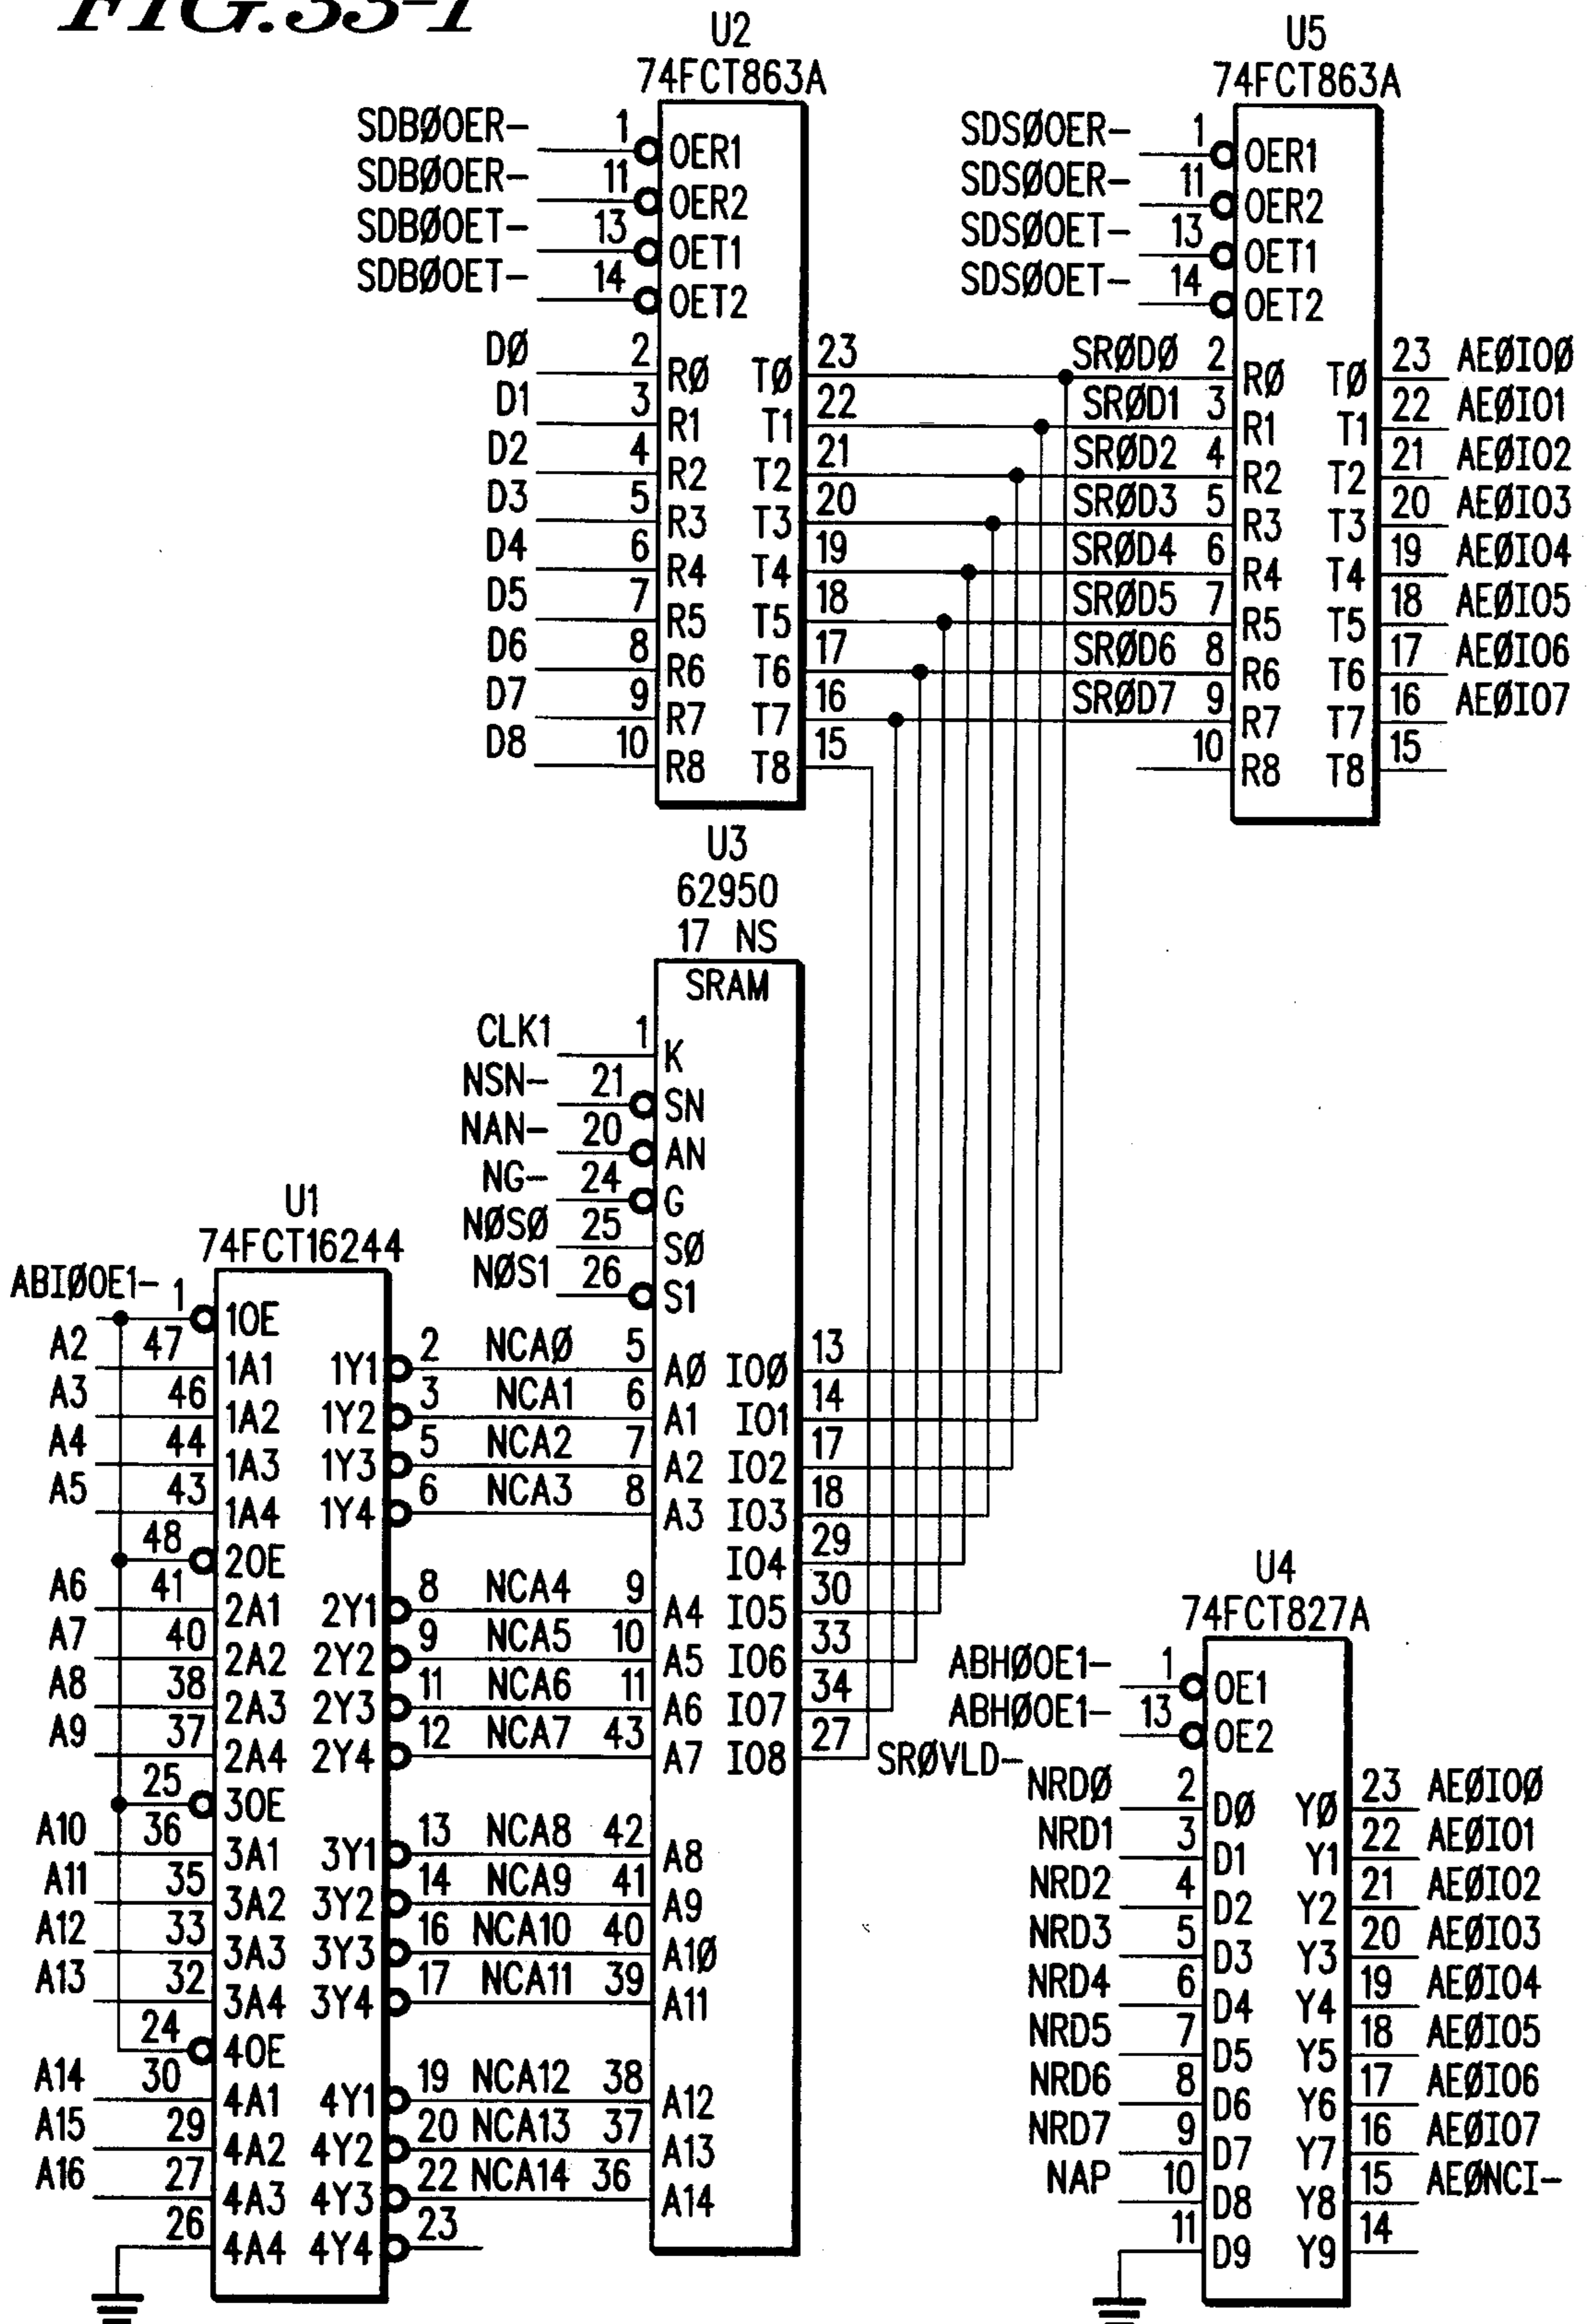 FIG.33-1
U2
74FCT863A
SDBØOER- 1 OER1
SDBØOER- 11 OER2
SDBØOET- 13 OET1
SDBØOET- 14 OET2
DØ 2 RØ TØ 23
D1 3 R1 T1 22
D2 4 R2 T2 21
D3 5 R3 T3 20
D4 6 R4 T4 19
D5 7 R5 T5 18
D6 8 R6 T6 17
D7 9 R7 T7 16
D8 10 R8 T8 15
U5
74FCT863A
SDSØOER- 1 OER1
SDSØOER- 11 OER2
SDSØOET- 13 OET1
SDSØOET- 14 OET2
SRØDØ 2 RØ TØ 23 AEØIOØ
SRØD1 3 R1 T1 22 AEØIO1
SRØD2 4 R2 T2 21 AEØIO2
SRØD3 5 R3 T3 20 AEØIO3
SRØD4 6 R4 T4 19 AEØIO4
SRØD5 7 R5 T5 18 AEØIO5
SRØD6 8 R6 T6 17 AEØIO6
SRØD7 9 R7 T7 16 AEØIO7
10 R8 T8 15
U3
62950
17 NS
SRAM
CLK1 1 K
NSN- 21 SN
NAN- 20 AN
NG- 24 G
NØSØ 25 SØ
NØS1 26 S1
U1
74FCT16244
ABIØOE1- 1 1OE
A2 47 1A1 1Y1 2 NCAØ 5 AØ IOØ 13
A3 46 1A2 1Y2 3 NCA1 6 A1 IO1 14
A4 44 1A3 1Y3 5 NCA2 7 A2 IO2 17
A5 43 1A4 1Y4 6 NCA3 8 A3 IO3 18
48 2OE IO4 29
A6 41 2A1 2Y1 8 NCA4 9 A4 IO5 30
A7 40 2A2 2Y2 9 NCA5 10 A5 IO6 33
A8 38 2A3 2Y3 11 NCA6 11 A6 IO7 34
A9 37 2A4 2Y4 12 NCA7 43 A7 IO8 27 SRØVLD-
25 3OE
A10 36 3A1 3Y1 13 NCA8 42 A8
A11 35 3A2 3Y2 14 NCA9 41 A9
A12 33 3A3 3Y3 16 NCA10 40 A1Ø
A13 32 3A4 3Y4 17 NCA11 39 A11
24 4OE
A14 30 4A1 4Y1 19 NCA12 38 A12
A15 29 4A2 4Y2 20 NCA13 37 A13
A16 27 4A3 4Y3 22 NCA14 36 A14
26 4A4 4Y4 23
U4
74FCT827A
ABHØOE1- 1 OE1
ABHØOE1- 13 OE2
NRDØ 2 DØ YØ 23 AEØIOØ
NRD1 3 D1 Y1 22 AEØIO1
NRD2 4 D2 Y2 21 AEØIO2
NRD3 5 D3 Y3 20 AEØIO3
NRD4 6 D4 Y4 19 AEØIO4
NRD5 7 D5 Y5 18 AEØIO5
NRD6 8 D6 Y6 17 AEØIO6
NRD7 9 D7 Y7 16 AEØIO7
NAP 10 D8 Y8 15 AEØNCI-
11 D9 Y9 14